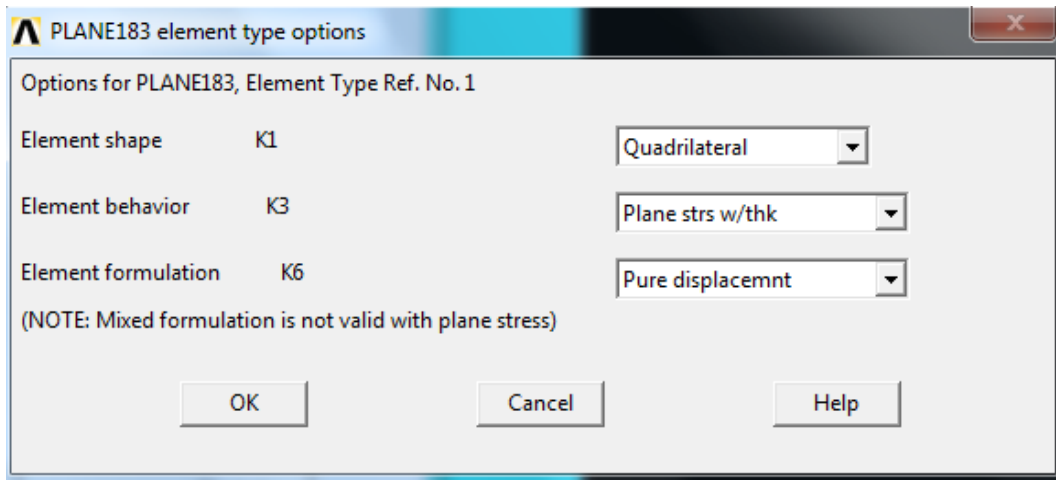 PLANE183 element type options
Options for PLANE183, Element Type Ref. No. 1
Element shape K1 Quadrilateral
Element behavior K3 Plane strs w/thk
Element formulation K6 Pure displacemnt
(NOTE: Mixed formulation is not valid with plane stress)
OK Cancel Help